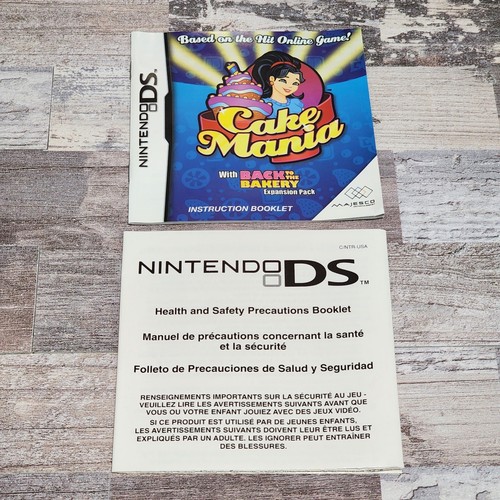 NINTENDO DS
Based on the Hit Online Game!
Cake
Mania
With BACK TO THE
BAKERY
Expansion Pack
INSTRUCTION BOOKLET
MAJESCO
C/NTR-USA
NINTENDO DS TM
Health and Safety Precautions Booklet
Manuel de précautions concernant la santé
et la sécurité
Folleto de Precauciones de Salud y Seguridad
RENSEIGNEMENTS IMPORTANTS SUR LA SÉCURITÉ AU JEU -
VEUILLEZ LIRE LES AVERTISSEMENTS SUIVANTS AVANT QUE
VOUS OU VOTRE ENFANT JOUIEZ AVEC DES JEUX VIDÉO.
SI CE PRODUIT EST UTILISÉ PAR DE JEUNES ENFANTS,
LES AVERTISSEMENTS SUIVANTS DOIVENT LEUR ÊTRE LUS ET
EXPLIQUÉS PAR UN ADULTE. LES IGNORER PEUT ENTRAÎNER
DES BLESSURES.